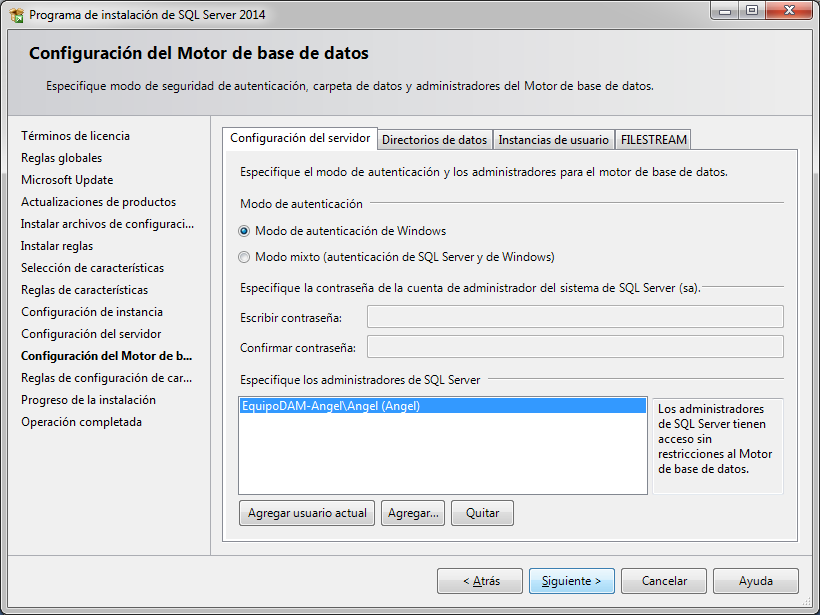 Programa de instalación de SQL Server 2014
Configuración del Motor de base de datos
Especifique modo de seguridad de autenticación, carpeta de datos y administradores del Motor de base de datos.
Términos de licencia
Reglas globales
Microsoft Update
Actualizaciones de productos
Instalar archivos de configuraci...
Instalar reglas
Selección de características
Reglas de características
Configuración de instancia
Configuración del servidor
Configuración del Motor de b...
Reglas de configuración de car...
Progreso de la instalación
Operación completada
Configuración del servidor
Directorios de datos
Instancias de usuario
FILESTREAM
Especifique el modo de autenticación y los administradores para el motor de base de datos.
Modo de autenticación
Modo de autenticación de Windows
Modo mixto (autenticación de SQL Server y de Windows)
Especifique la contraseña de la cuenta de administrador del sistema de SQL Server (sa).
Escribir contraseña:
Confirmar contraseña:
Especifique los administradores de SQL Server
EquipoDAM-Angel\Angel (Angel)
Los administradores
de SQL Server tienen
acceso sin
restricciones al Motor
de base de datos.
Agregar usuario actual
Agregar...
Quitar
< Atrás
Siguiente >
Cancelar
Ayuda